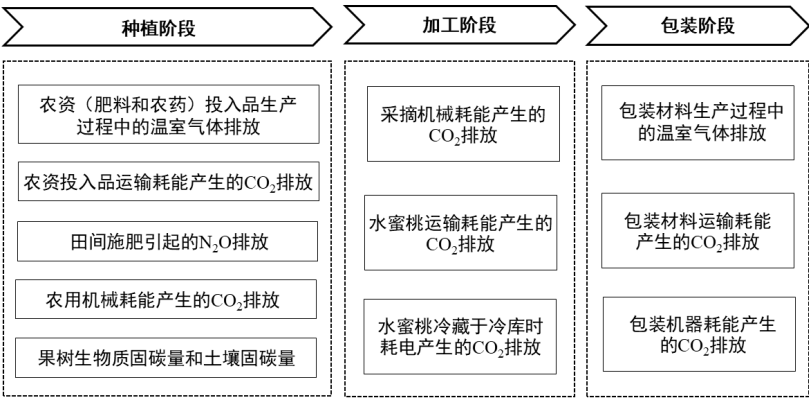 种植阶段
加工阶段
包装阶段
农资（肥料和农药）投入品生产
过程中的温室气体排放
农资投入品运输耗能产生的CO₂排放
田间施肥引起的N₂O排放
农用机械耗能产生的CO₂排放
果树生物质固碳量和土壤固碳量
采摘机械耗能产生的
CO₂排放
水蜜桃运输耗能产生的
CO₂排放
水蜜桃冷藏于冷库时
耗电产生的CO₂排放
包装材料生产过程中
的温室气体排放
包装材料运输耗能
产生的CO₂排放
包装机器耗能产生
的CO₂排放